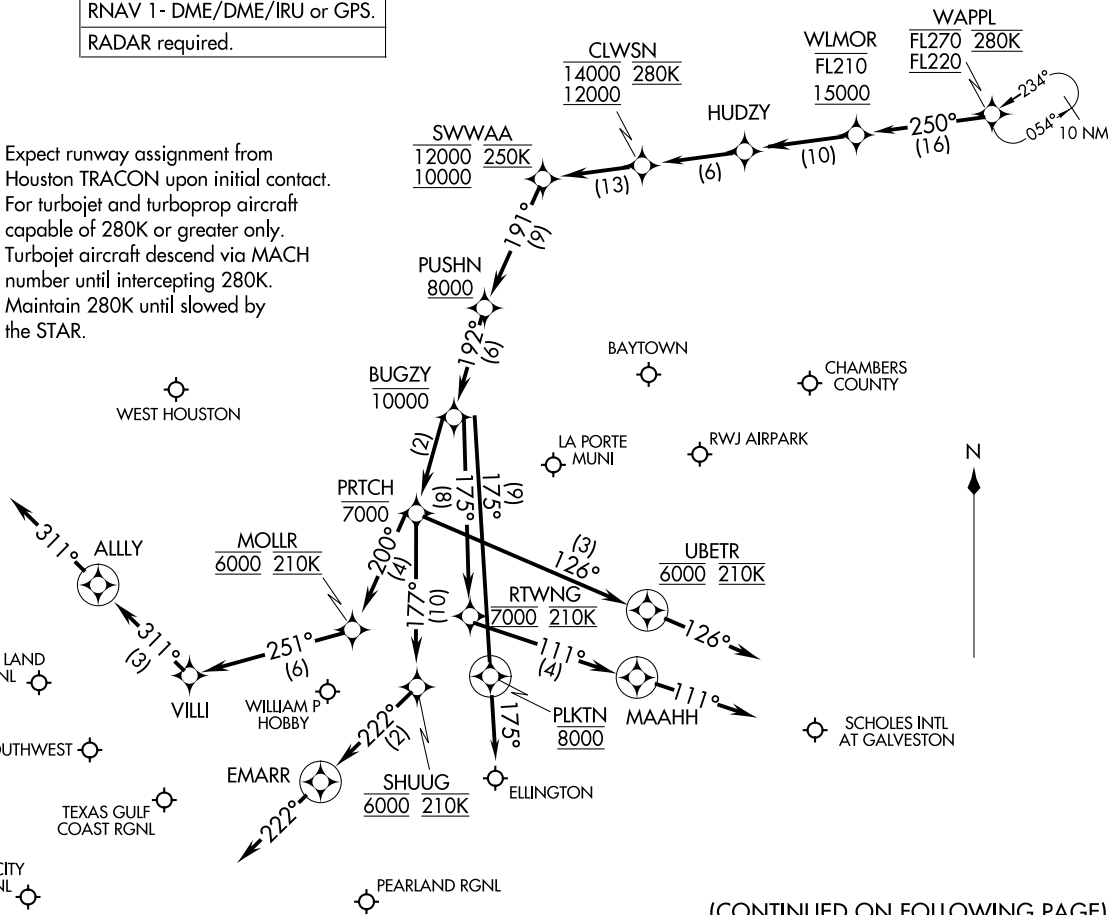 RNAV 1- DME/DME/IRU or GPS.
RADAR required.
WAPPL
FL270 280K
FL220
WLMOR
FL210
15000
CLWSN
14000 280K
12000
HUDZY
234°
054°
10 NM
250°
(16)
(10)
(6)
(13)
SWWAA
12000 250K
10000
Expect runway assignment from
Houston TRACON upon initial contact.
For turbojet and turboprop aircraft
capable of 280K or greater only.
Turbojet aircraft descend via MACH
number until intercepting 280K.
Maintain 280K until slowed by
the STAR.
191°
(9)
PUSHN
8000
192°
(6)
BUGZY
10000
BAYTOWN
CHAMBERS
COUNTY
WEST HOUSTON
LA PORTE
MUNI
RWJ AIRPARK
N
(2)
(8)
175°
175°
(9)
PRTCH
7000
311°
ALLLY
MOLLR
6000 210K
200°
(4)
177°
(10)
(3)
126°
UBETR
6000 210K
126°
RTWNG
7000 210K
111°
(4)
MAAHH
111°
311°
(3)
251°
(6)
VILLI
LAND
NL
WILLIAM P
HOBBY
PLKTN
8000
175°
SCHOLES INTL
AT GALVESTON
OUTHWEST
222°
(2)
EMARR
222°
SHUUG
6000 210K
ELLINGTON
TEXAS GULF
COAST RGNL
CITY
NL
PEARLAND RGNL
(CONTINUED ON FOLLOWING PAGE)